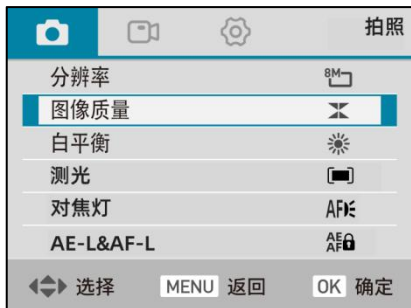 拍照
分辨率 8M
图像质量
白平衡
测光
对焦灯 AF
AE-L&AF-L AE AF
选择 MENU 返回 OK 确定